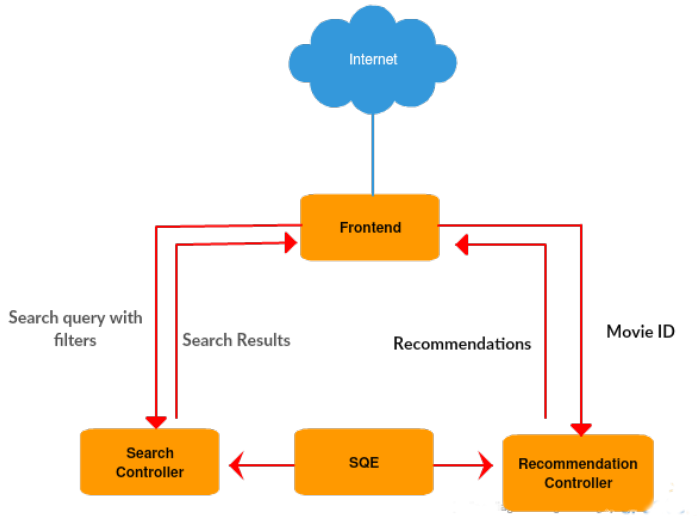 Internet
Frontend
Search query with
filters
Search Results
Recommendations
Movie ID
Search
Controller
SQE
Recommendation
Controller